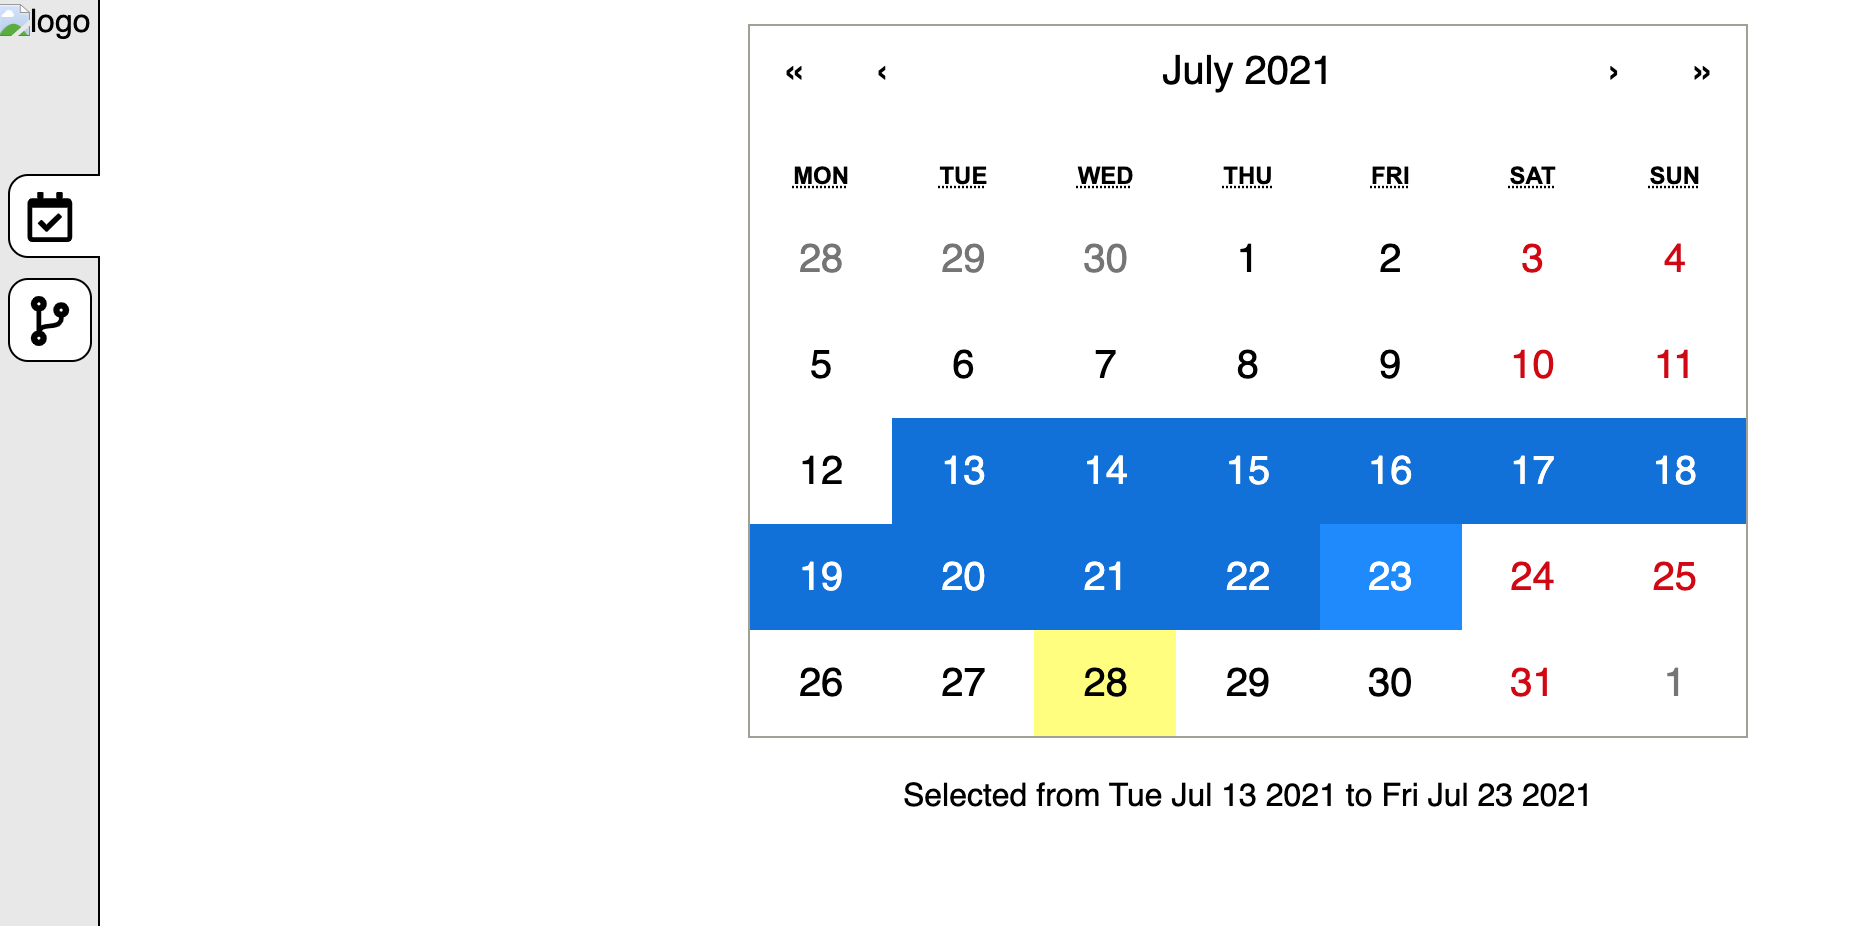 logo
« ‹ July 2021 › »
MON TUE WED THU FRI SAT SUN
28 29 30 1 2 3 4
5 6 7 8 9 10 11
12 13 14 15 16 17 18
19 20 21 22 23 24 25
26 27 28 29 30 31 1
Selected from Tue Jul 13 2021 to Fri Jul 23 2021